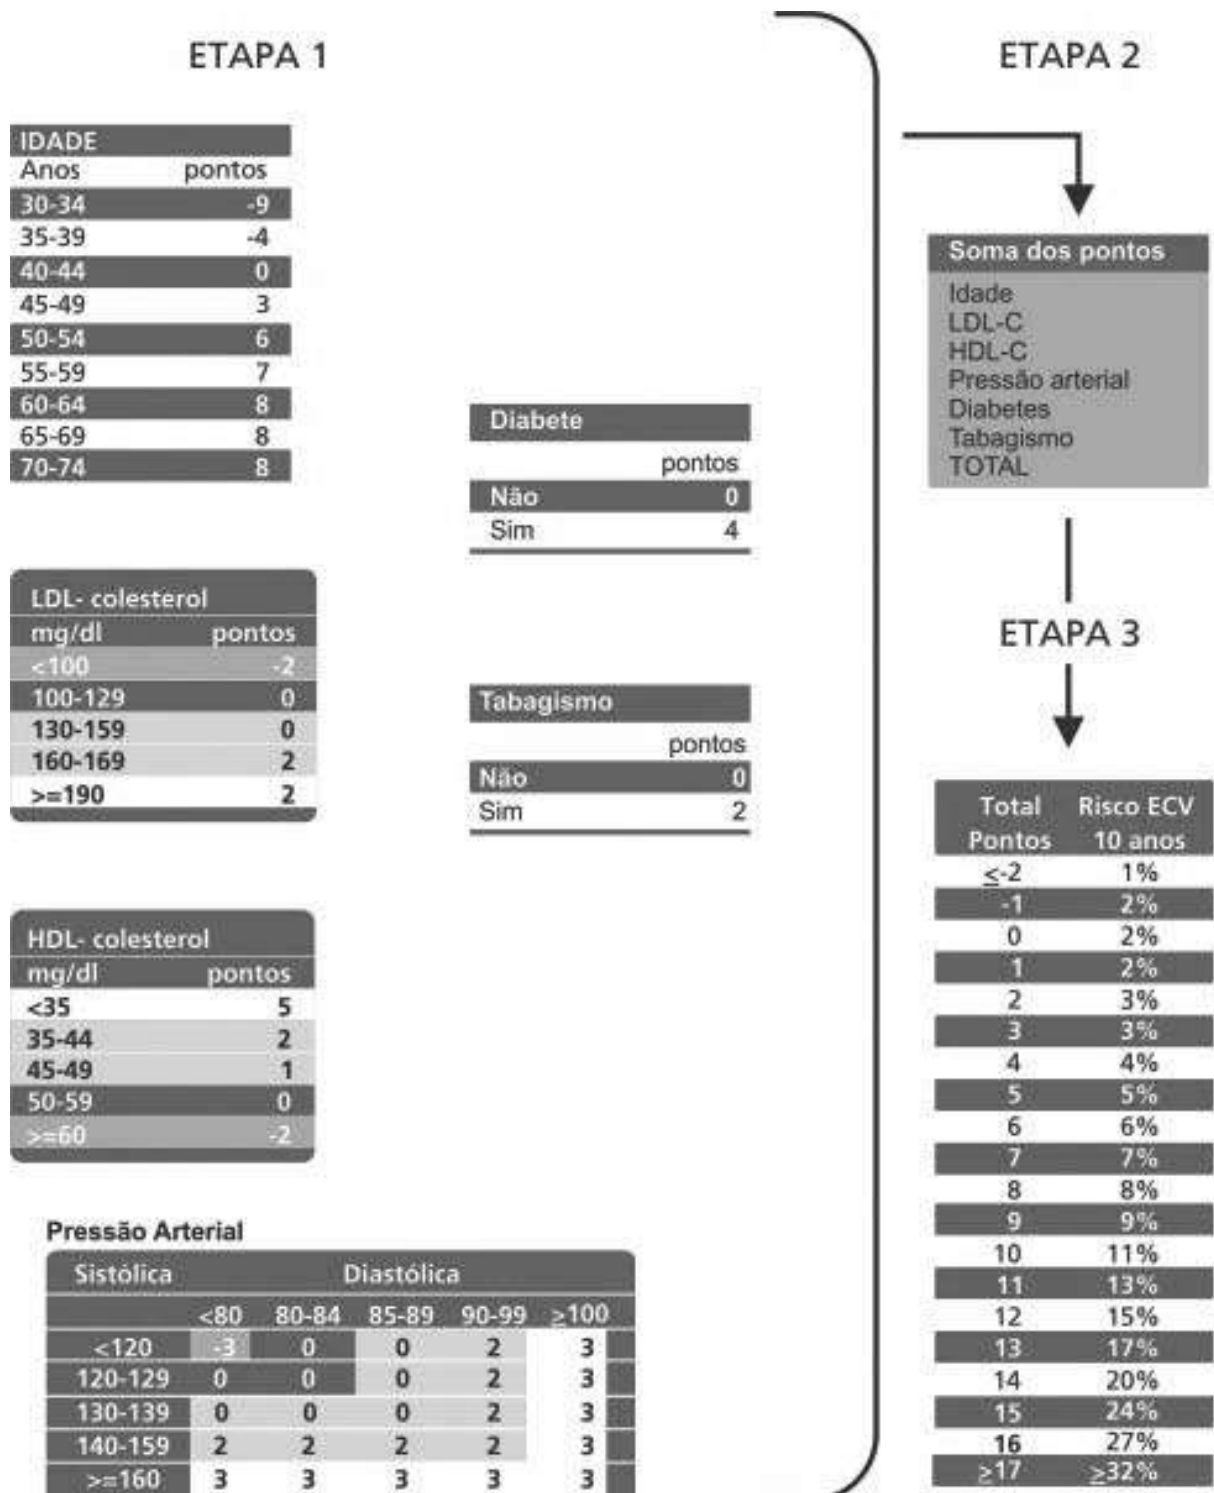 ETAPA 1
IDADE
Anos pontos
30-34 -9
35-39 -4
40-44 0
45-49 3
50-54 6
55-59 7
60-64 8
65-69 8
70-74 8
LDL- colesterol
mg/dl pontos
<100 -2
100-129 0
130-159 0
160-169 2
>=190 2
HDL- colesterol
mg/dl pontos
<35 5
35-44 2
45-49 1
50-59 0
>=60 -2
Pressão Arterial
Sistólica Diastólica
<80 80-84 85-89 90-99 ≥100
<120 -3 0 0 2 3
120-129 0 0 0 2 3
130-139 0 0 0 2 3
140-159 2 2 2 2 3
>=160 3 3 3 3 3
Diabete
pontos
Não 0
Sim 4
Tabagismo
pontos
Não 0
Sim 2
ETAPA 2
Soma dos pontos
Idade
LDL-C
HDL-C
Pressão arterial
Diabetes
Tabagismo
TOTAL
ETAPA 3
Total Risco ECV
Pontos 10 anos
≤-2 1%
-1 2%
0 2%
1 2%
2 3%
3 3%
4 4%
5 5%
6 6%
7 7%
8 8%
9 9%
10 11%
11 13%
12 15%
13 17%
14 20%
15 24%
16 27%
≥17 ≥32%